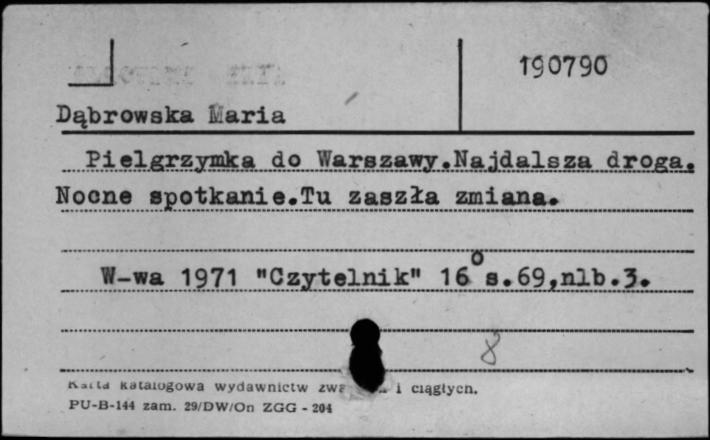 190790
Dąbrowska Maria
Pielgrzymka do Warszawy.Najdalsza droga.
Nocne spotkanie.Tu zaszła zmiana.
W-wa 1971 "Czytelnik" 16° s.69,nlb.3.
8
Karta katalogowa wydawnictw i ciągłych.
PU-B-144 zam. 29/DW/On ZGG - 204